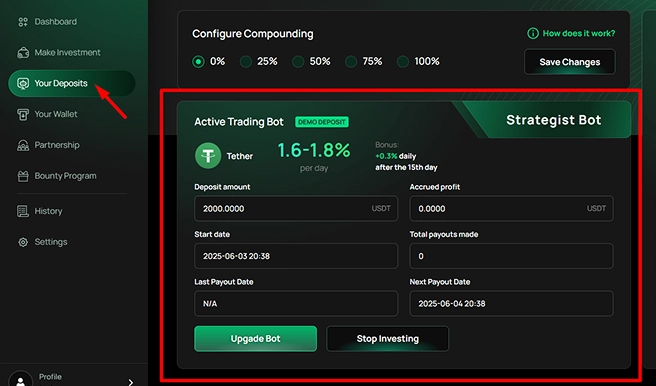 Dashboard
Make Investment
Your Deposits
Your Wallet
Partnership
Bounty Program
History
Settings
Profile
Configure Compounding
How does it work?
0%
25%
50%
75%
100%
Save Changes
Active Trading Bot
DEMO DEPOSIT
Strategist Bot
Tether
1.6-1.8%
per day
Bonus:
+0.3% daily
after the 15th day
Deposit amount
Accrued profit
2000.0000 USDT
0.0000 USDT
Start date
Total payouts made
2025-06-03 20:38
0
Last Payout Date
Next Payout Date
N/A
2025-06-04 20:38
Upgade Bot
Stop Investing